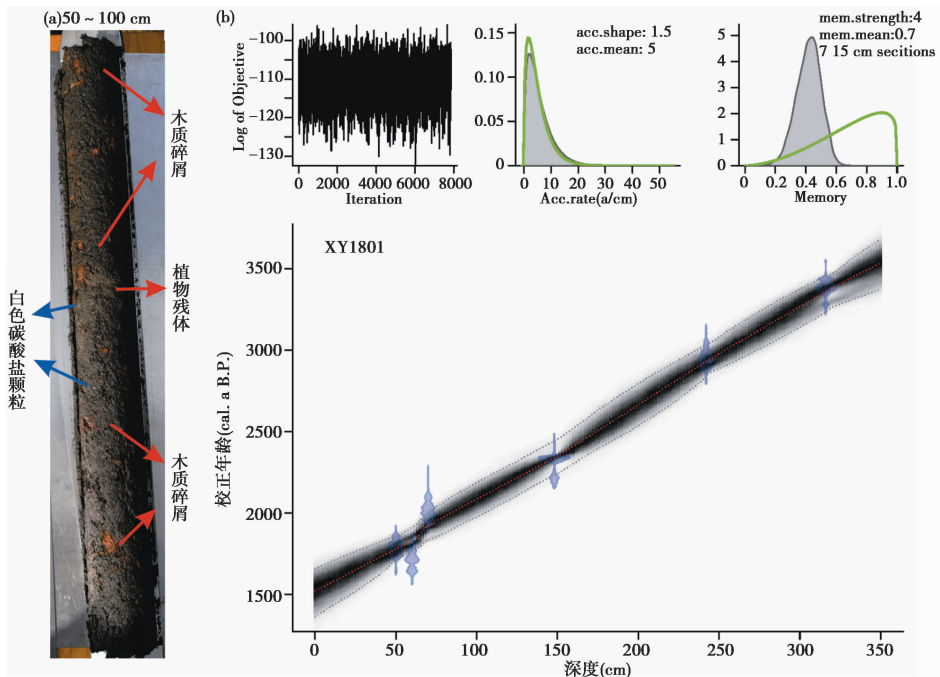 (a)50 ~ 100 cm
木质碎屑
植物残体
白色碳酸盐颗粒
木质碎屑
(b)
-100
-110
-120
-130
Log of Objective
0 2000 4000 6000 8000
Iteration
acc.shape: 1.5
acc.mean: 5
0.15
0.10
0.05
0
0 10 20 30 40 50
Acc.rate(a/cm)
mem.strength:4
mem.mean:0.7
7 15 cm secitions
5
4
3
2
1
0
0 0.2 0.4 0.6 0.8 1.0
Memory
XY1801
3500
3000
2500
2000
1500
校正年龄(cal. a B.P.)
0 50 100 150 200 250 300 350
深度(cm)